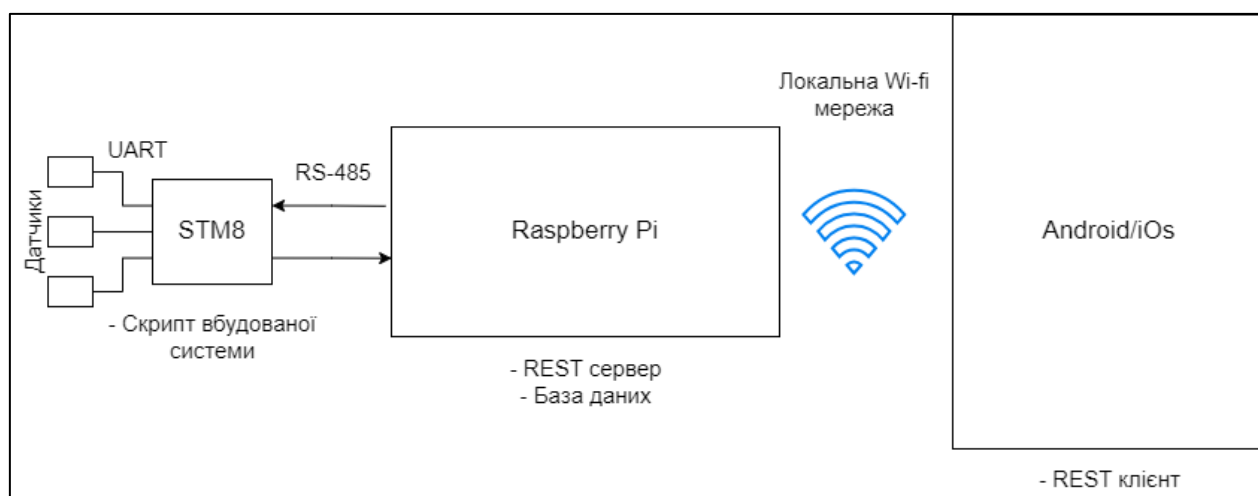 UART
Датчики
STM8
- Скрипт вбудованої
системи
RS-485
Raspberry Pi
- REST сервер
- База даних
Локальна Wi-fi
мережа
Android/iOs
- REST клієнт